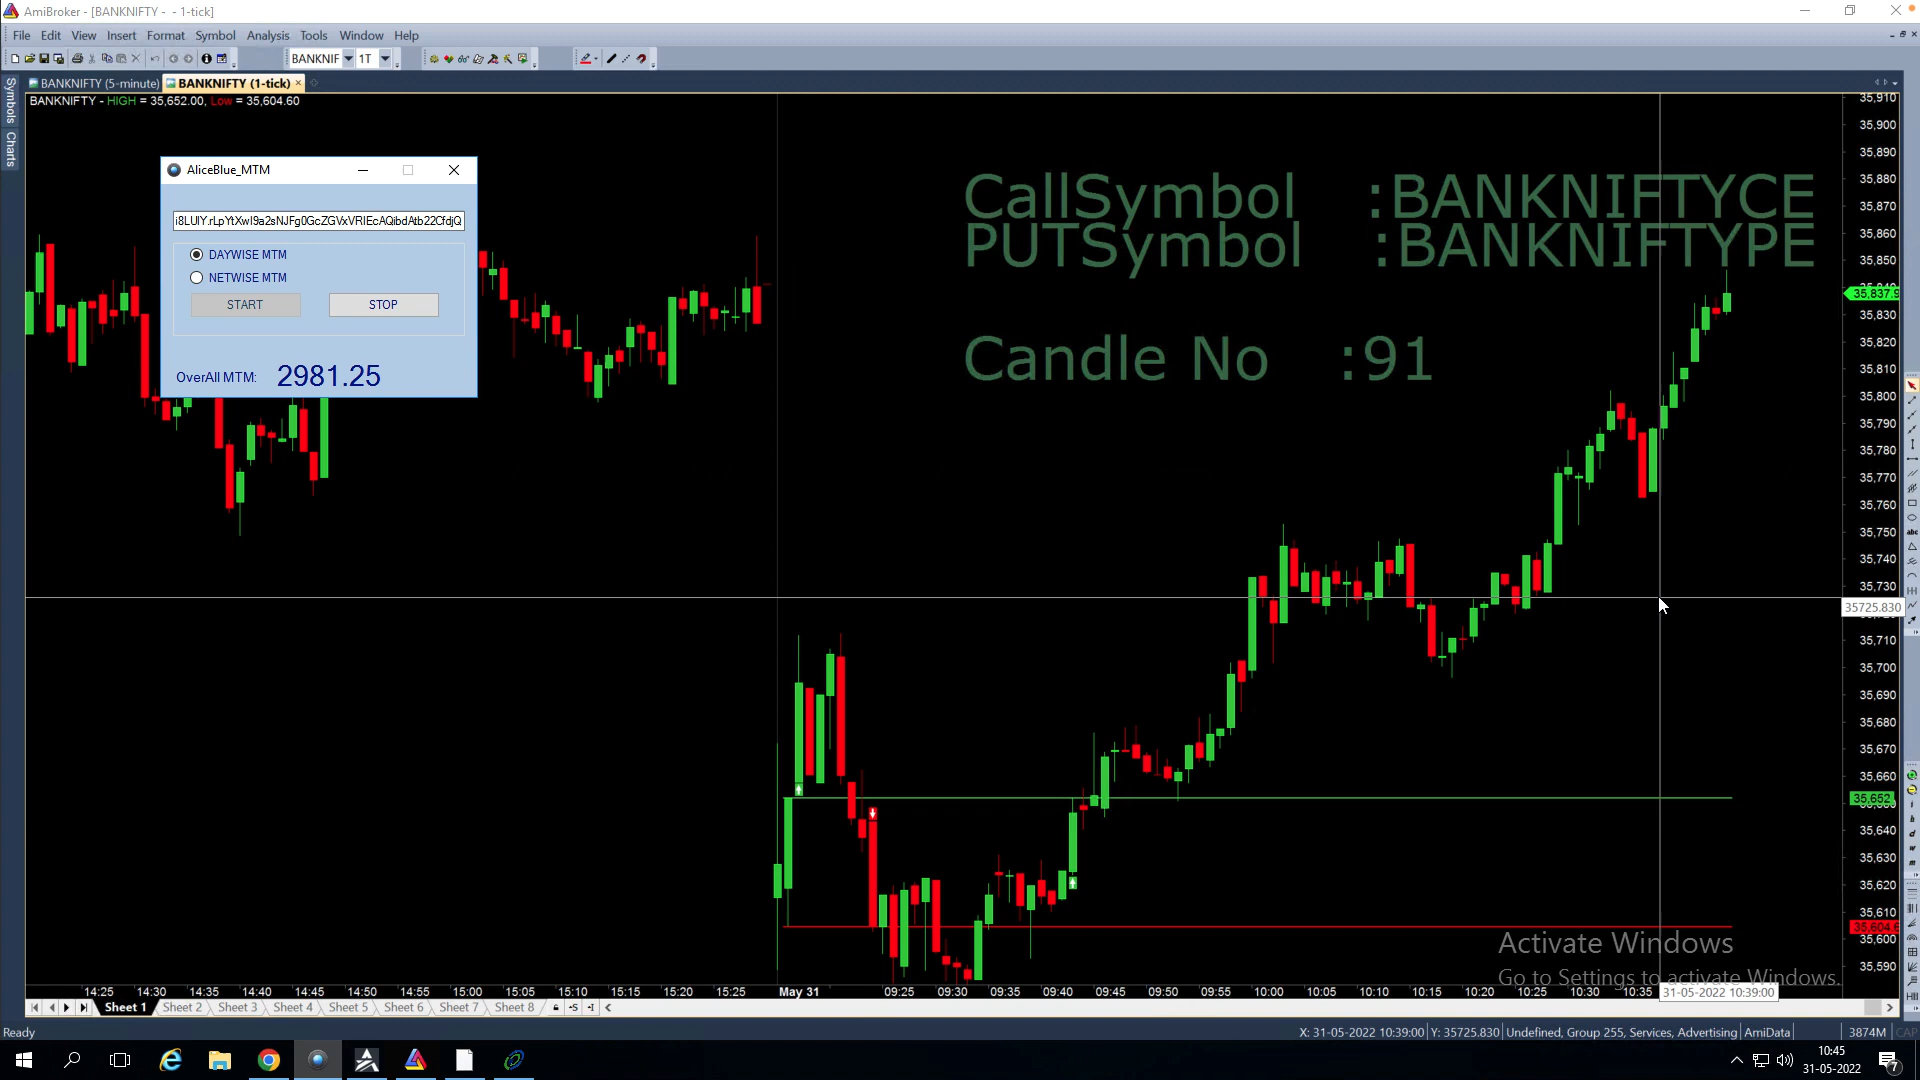 AmiBroker - [BANKNIFTY - - 1-tick]
File Edit View Insert Format Symbol Analysis Tools Window Help
BANKNIF 1T
BANKNIFTY (5-minute) BANKNIFTY (1-tick)
BANKNIFTY - HIGH = 35,652.00, Low = 35,604.60
Symbols
Charts
AliceBlue_MTM
DAYWISE MTM
NETWISE MTM
START STOP
OverAll MTM: 2981.25
CallSymbol :BANKNIFTYCE
PUTSymbol :BANKNIFTYPE
Candle No :91
35,910
35,900
35,890
35,880
35,870
35,860
35,850
35,837.9
35,830
35,820
35,810
35,800
35,790
35,780
35,770
35,760
35,750
35,740
35,730
35725.830
35,710
35,700
35,690
35,680
35,670
35,660
35,652
35,640
35,630
35,620
35,610
35,604.6
35,600
35,590
Activate Windows
Go to Settings to activate Windows.
14:25 14:30 14:35 14:40 14:45 14:50 14:55 15:00 15:05 15:10 15:15 15:20 15:25 May 31 09:25 09:30 09:35 09:40 09:45 09:50 09:55 10:00 10:05 10:10 10:15 10:20 10:25 10:30 10:35 31-05-2022 10:39:00
Sheet 1 Sheet 2 Sheet 3 Sheet 4 Sheet 5 Sheet 6 Sheet 7 Sheet 8
Ready
X: 31-05-2022 10:39:00 Y: 35725.830 Undefined, Group 255, Services, Advertising AmiData 3874M CAP
10:45
31-05-2022
7